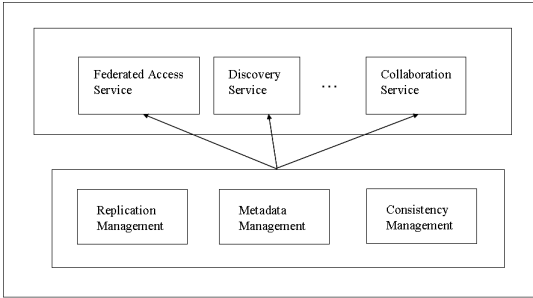 Federated Access
Service
Discovery
Service
...
Collaboration
Service
Replication
Management
Metadata
Management
Consistency
Management